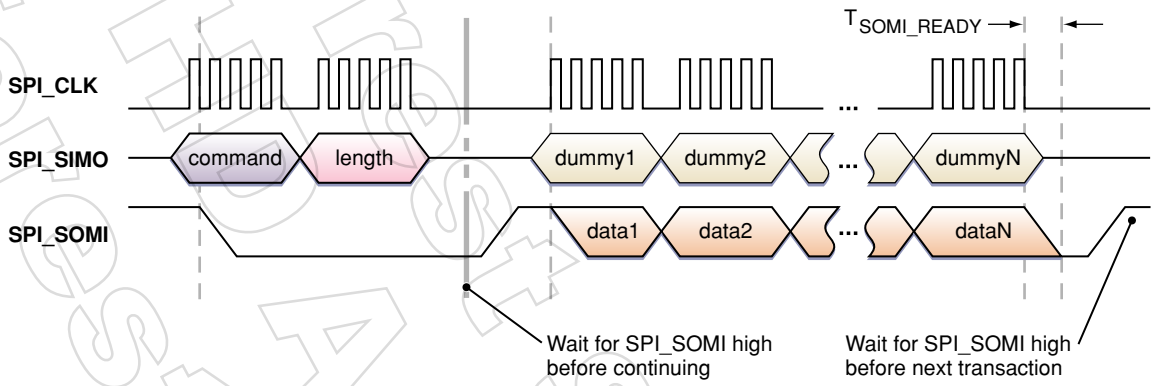 T_SOMI_READY
SPI_CLK
...
SPI_SIMO
command length dummy1 dummy2 ... dummyN
SPI_SOMI
data1 data2 ... dataN
Wait for SPI_SOMI high
before continuing
Wait for SPI_SOMI high
before next transaction